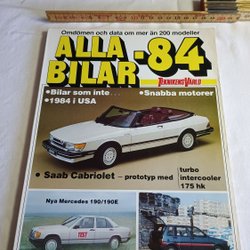 Omdömen och data om mer än 200 modeller
ALLA
BILAR -84
TEKNIKENS VÄRLD
•Bilar som inte...
•Snabba motorer
•1984 i USA
•Saab Cabriolet – prototyp med
turbo
intercooler
175 hk
Nya Mercedes 190/190E